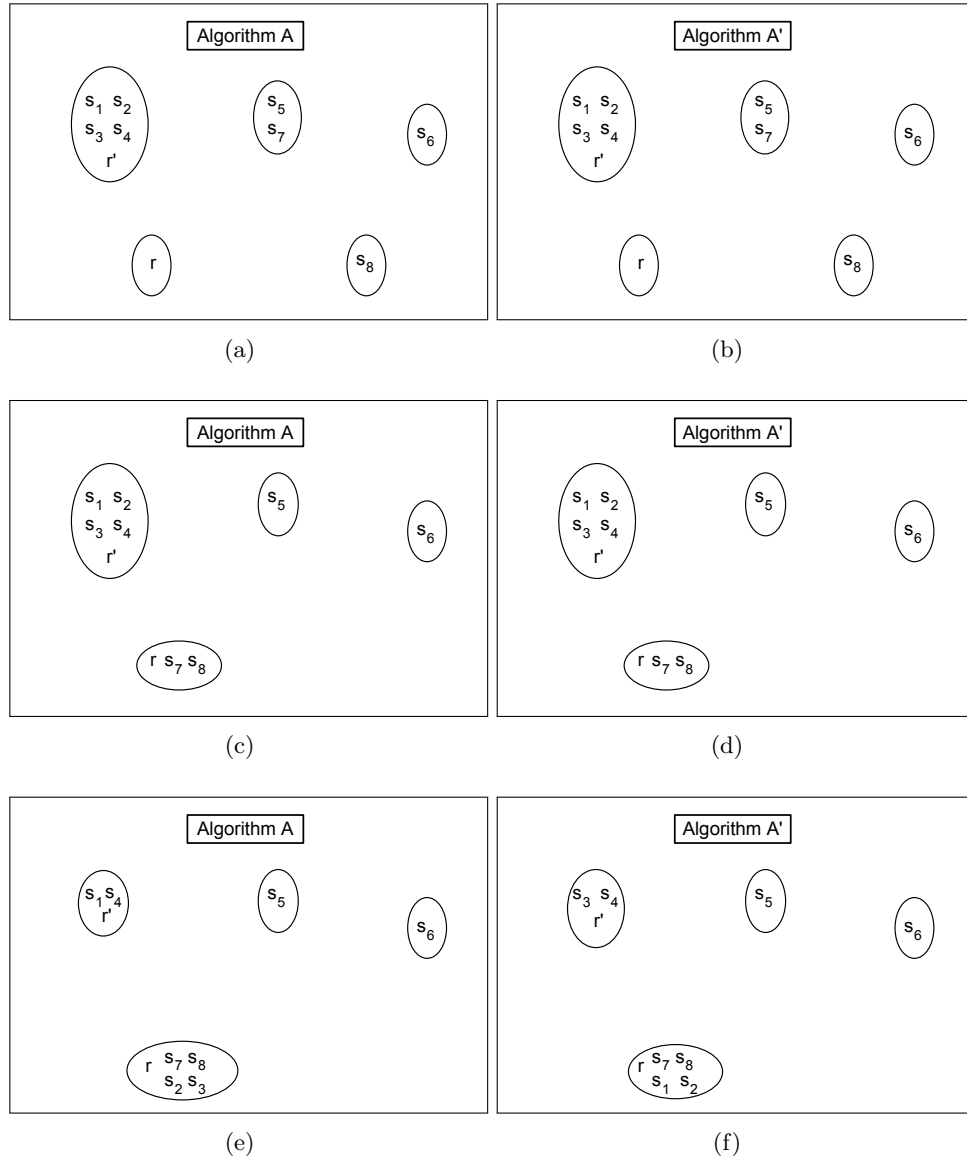 Algorithm A
s1 s2
s3 s4
r'
s5
s7
s6
r
s8
(a)
Algorithm A'
s1 s2
s3 s4
r'
s5
s7
s6
r
s8
(b)
Algorithm A
s1 s2
s3 s4
r'
s5
s6
r s7 s8
(c)
Algorithm A'
s1 s2
s3 s4
r'
s5
s6
r s7 s8
(d)
Algorithm A
s1 s4
r'
s5
s6
r s7 s8
s2 s3
(e)
Algorithm A'
s3 s4
r'
s5
s6
r s7 s8
s1 s2
(f)